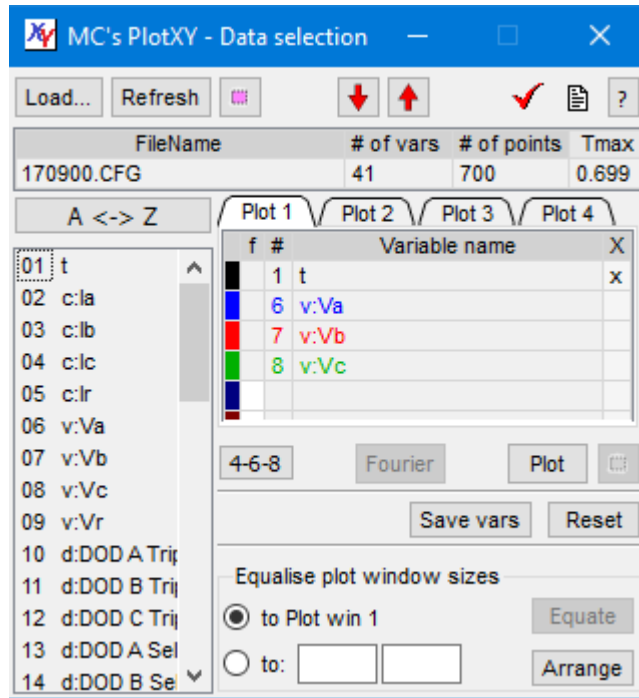 MC's PlotXY - Data selection
Load... Refresh ?
FileName # of vars # of points Tmax
170900.CFG 41 700 0.699
A <-> Z
Plot 1 Plot 2 Plot 3 Plot 4
f # Variable name X
1 t x
6 v:Va
7 v:Vb
8 v:Vc
01 t
02 c:Ia
03 c:Ib
04 c:Ic
05 c:Ir
06 v:Va
07 v:Vb
08 v:Vc
09 v:Vr
10 d:DOD A Trip
11 d:DOD B Trip
12 d:DOD C Trip
13 d:DOD A Sel
14 d:DOD B Sel
4-6-8 Fourier Plot
Save vars Reset
Equalise plot window sizes
to Plot win 1 Equate
to: Arrange